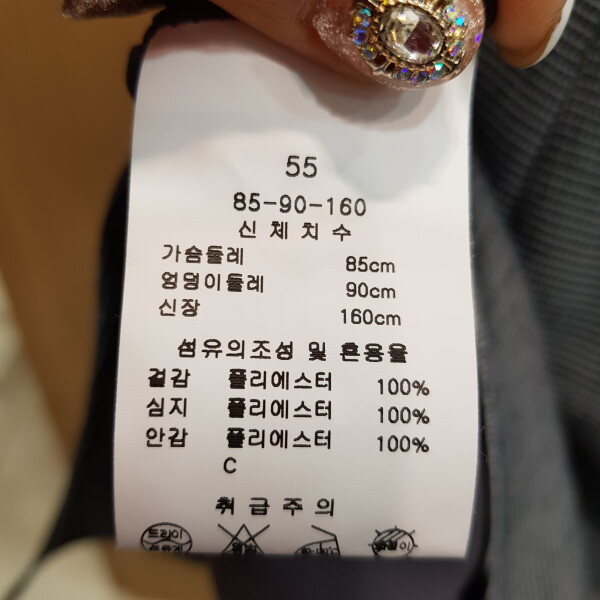 55
85-90-160
신체치수
가슴둘레 85cm
엉덩이둘레 90cm
신장 160cm
섬유의조성 및 혼용율
겉감 폴리에스터 100%
심지 폴리에스터 100%
안감 폴리에스터 100%
C
취급주의
드라이